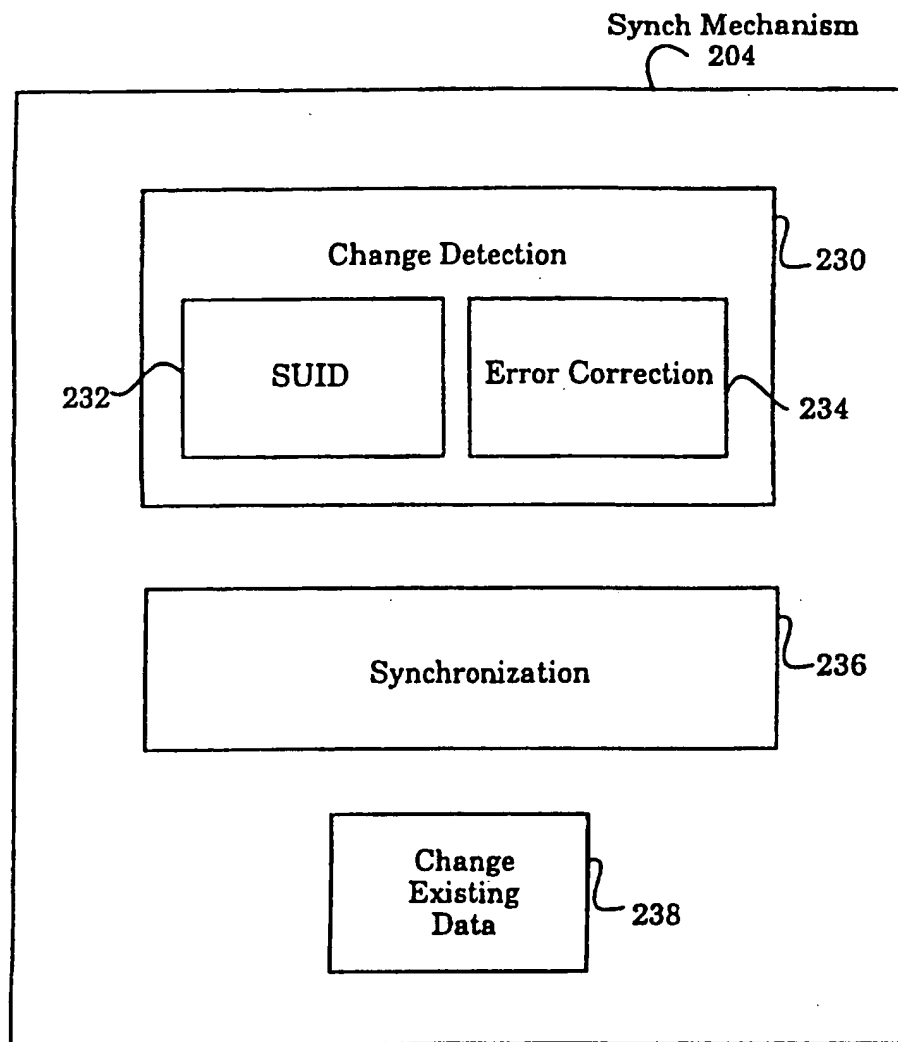 Synch Mechanism
204
Change Detection
230
232
SUID
Error Correction
234
Synchronization
236
Change
Existing
Data
238